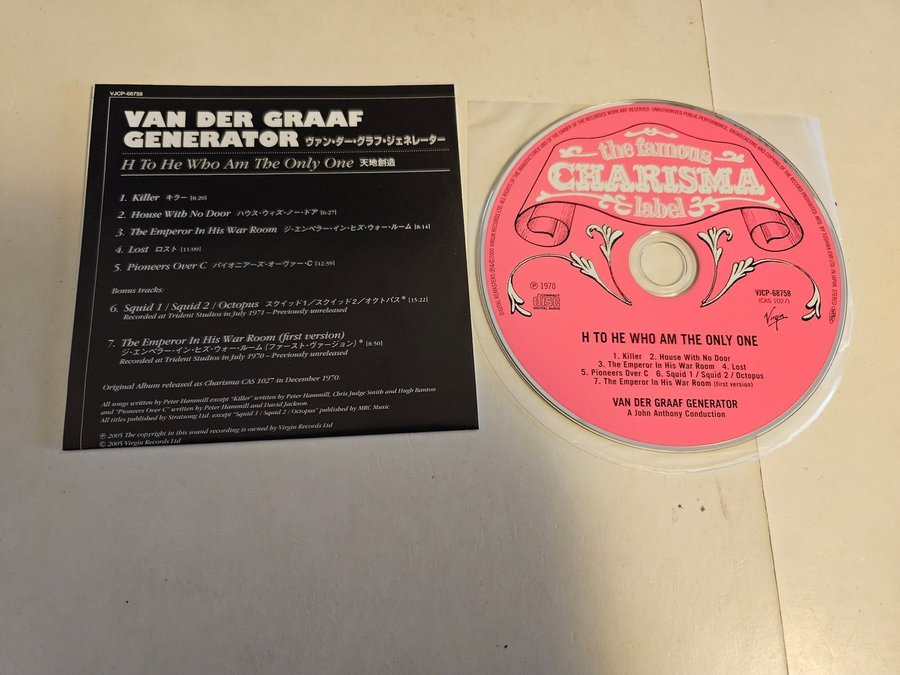 VJCP-68758
VAN DER GRAAF
GENERATOR ヴァン・ダー・グラフ・ジェネレーター
H To He Who Am The Only One 天地創造
1. Killer キラー [8:20]
2. House With No Door ハウス・ウィズ・ノー・ドア [6:27]
3. The Emperor In His War Room ジ・エンペラー・イン・ヒズ・ウォー・ルーム [8:14]
4. Lost ロスト [11:09]
5. Pioneers Over C パイオニアーズ・オーヴァー・C [12:39]
Bonus tracks:
6. Squid 1 / Squid 2 / Octopus スクイッド1/スクイッド2/オクトパス * [15:22]
Recorded at Trident Studios in July 1971 – Previously unreleased
7. The Emperor In His War Room (first version)
ジ・エンペラー・イン・ヒズ・ウォー・ルーム (ファースト・ヴァージョン) * [8:50]
Recorded at Trident Studios in July 1970 – Previously unreleased
Original Album released as Charisma CAS 1027 in December 1970:
All songs written by Peter Hammill except "Killer" written by Peter Hammill, Chris Judge Smith and Hugh Banton
and "Pioneers Over C" written by Peter Hammill and David Jackson.
All titles published by Stratsong Ltd. except "Squid 1 / Squid 2 / Octopus" published by MRC Music
℗ 2005 The copyright in this sound recording is owned by Virgin Records Ltd
© 2005 Virgin Records Ltd
the famous
CHARISMA
label
℗ 1970
COMPACT
disc
DIGITAL AUDIO
VJCP-68758
(CAS 1027)
Virgin
H TO HE WHO AM THE ONLY ONE
1. Killer 2. House With No Door
3. The Emperor In His War Room 4. Lost
5. Pioneers Over C 6. Squid 1 / Squid 2 / Octopus
7. The Emperor In His War Room (first version)
VAN DER GRAAF GENERATOR
A John Anthony Conduction